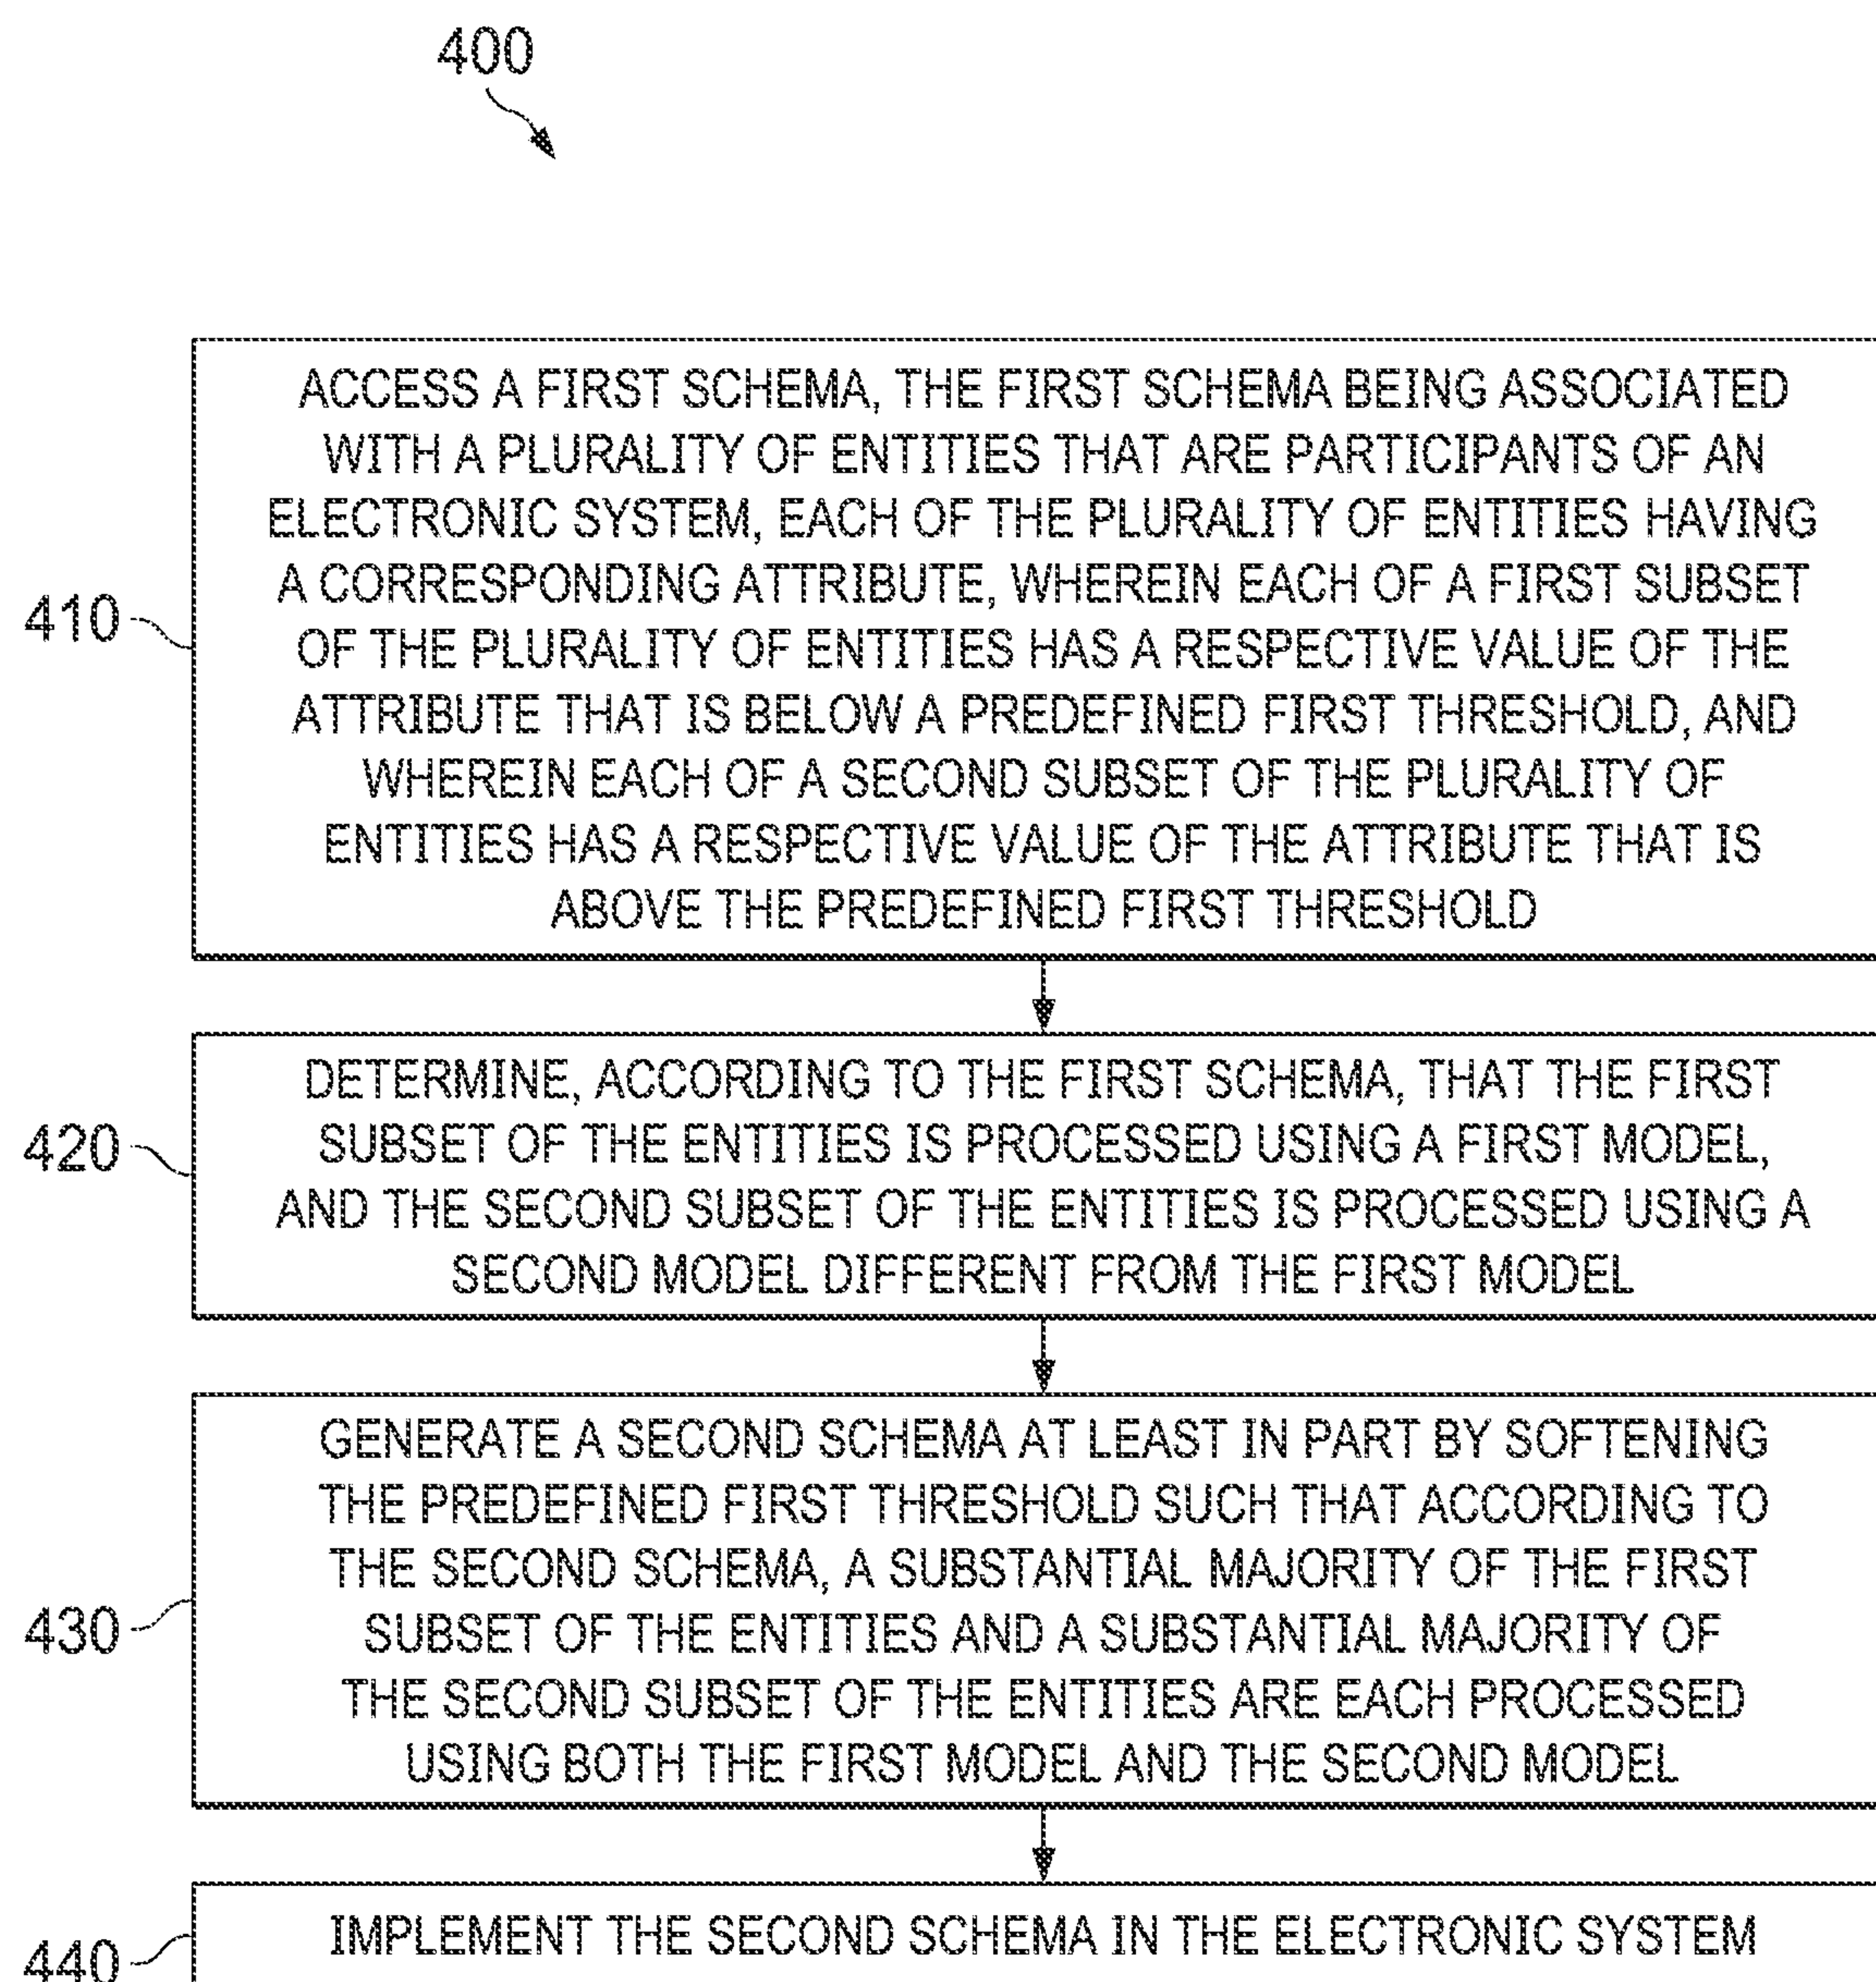 400
ACCESS A FIRST SCHEMA, THE FIRST SCHEMA BEING ASSOCIATED
WITH A PLURALITY OF ENTITIES THAT ARE PARTICIPANTS OF AN
ELECTRONIC SYSTEM, EACH OF THE PLURALITY OF ENTITIES HAVING
A CORRESPONDING ATTRIBUTE, WHEREIN EACH OF A FIRST SUBSET
410
OF THE PLURALITY OF ENTITIES HAS A RESPECTIVE VALUE OF THE
ATTRIBUTE THAT IS BELOW A PREDEFINED FIRST THRESHOLD, AND
WHEREIN EACH OF A SECOND SUBSET OF THE PLURALITY OF
ENTITIES HAS A RESPECTIVE VALUE OF THE ATTRIBUTE THAT IS
ABOVE THE PREDEFINED FIRST THRESHOLD
DETERMINE, ACCORDING TO THE FIRST SCHEMA, THAT THE FIRST
420
SUBSET OF THE ENTITIES IS PROCESSED USING A FIRST MODEL,
AND THE SECOND SUBSET OF THE ENTITIES IS PROCESSED USING A
SECOND MODEL DIFFERENT FROM THE FIRST MODEL
GENERATE A SECOND SCHEMA AT LEAST IN PART BY SOFTENING
THE PREDEFINED FIRST THRESHOLD SUCH THAT ACCORDING TO
THE SECOND SCHEMA, A SUBSTANTIAL MAJORITY OF THE FIRST
430
SUBSET OF THE ENTITIES AND A SUBSTANTIAL MAJORITY OF
THE SECOND SUBSET OF THE ENTITIES ARE EACH PROCESSED
USING BOTH THE FIRST MODEL AND THE SECOND MODEL
IMPLEMENT THE SECOND SCHEMA IN THE ELECTRONIC SYSTEM
440